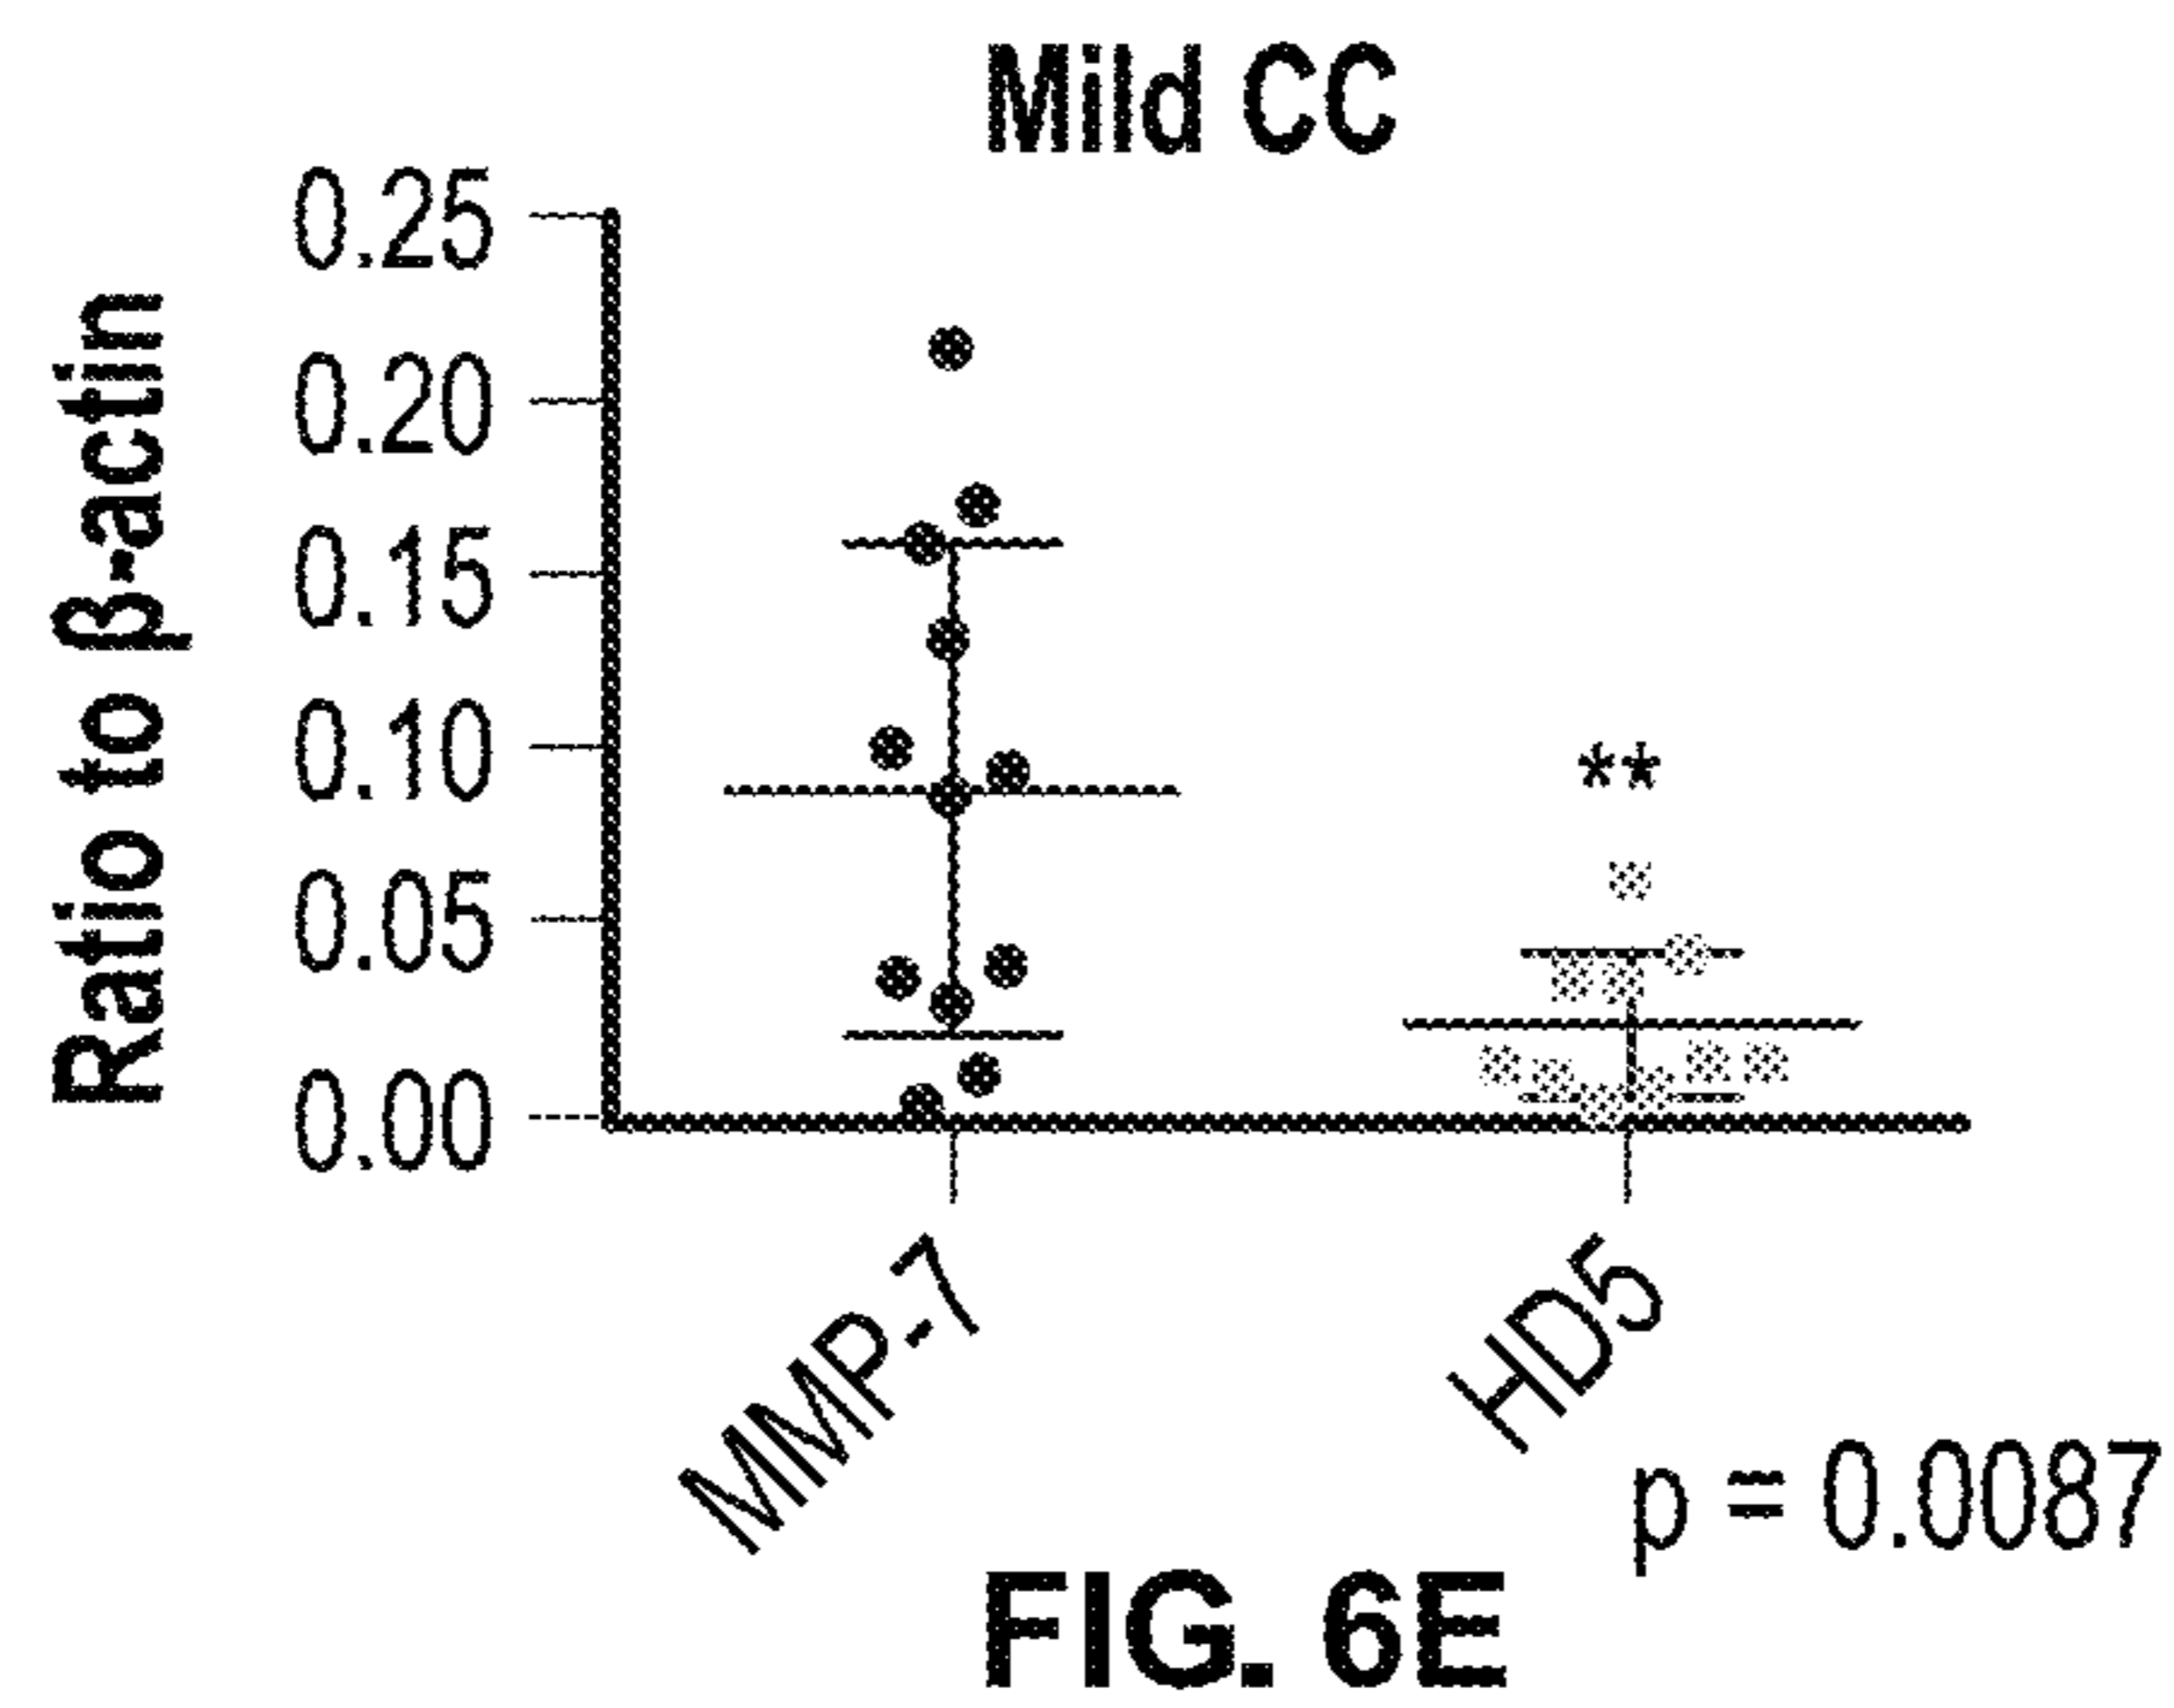 Mild CC
Ratio to β-actin
0.25
0.20
0.15
0.10
0.05
0.00
**
MMP-7
HD5
p = 0.0087
FIG. 6E